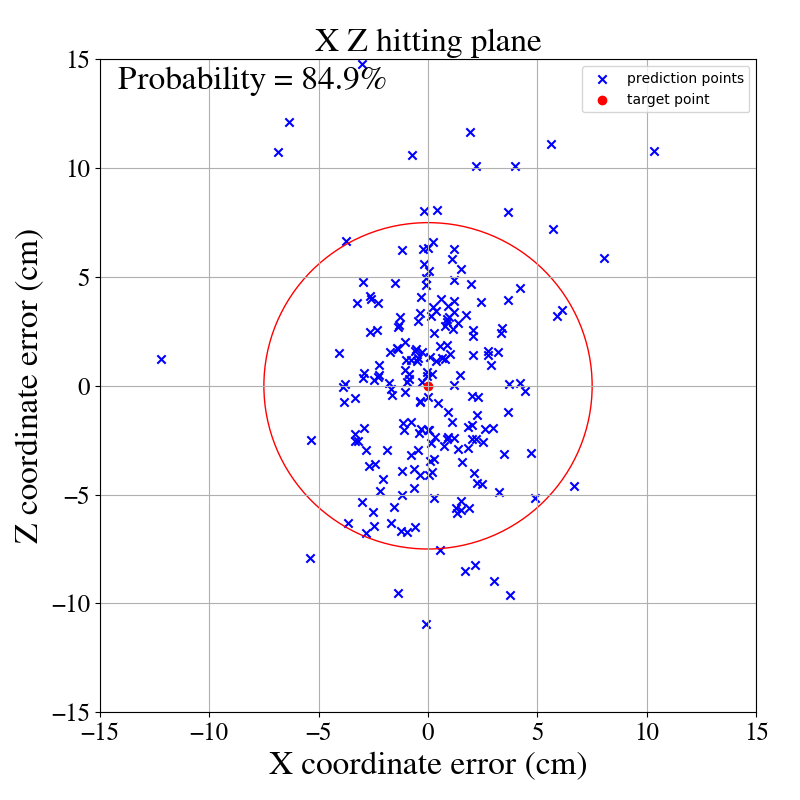 X Z hitting plane
Probability = 84.9%
prediction points
target point
Z coordinate error (cm)
15
10
5
0
−5
−10
−15
−15 −10 −5 0 5 10 15
X coordinate error (cm)